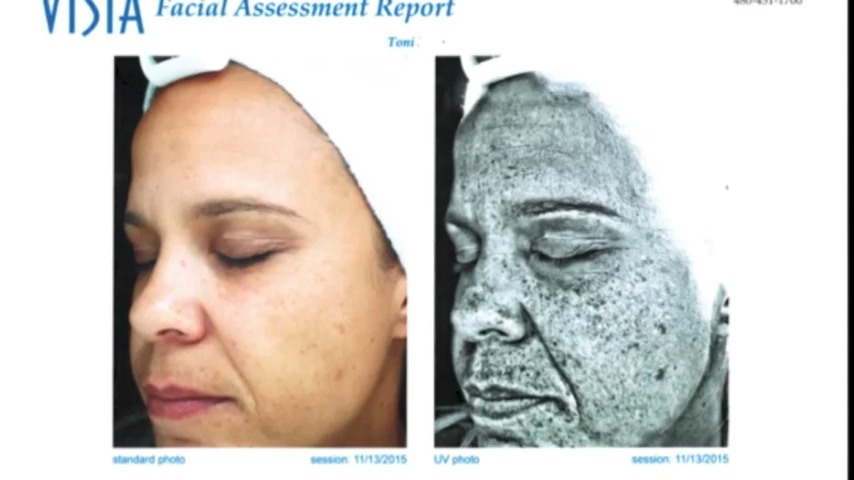 VISIA Facial Assessment Report
Toni
standard photo session: 11/13/2015 UV photo session: 11/13/2015